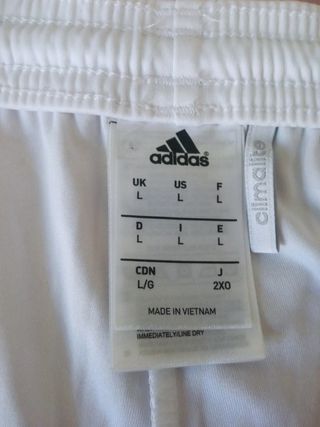 adidas
UK US F
L L L
D I E
L L L
CDN J
L/G 2XO
MADE IN VIETNAM
IMMEDIATELY/LINE DRY
climalite